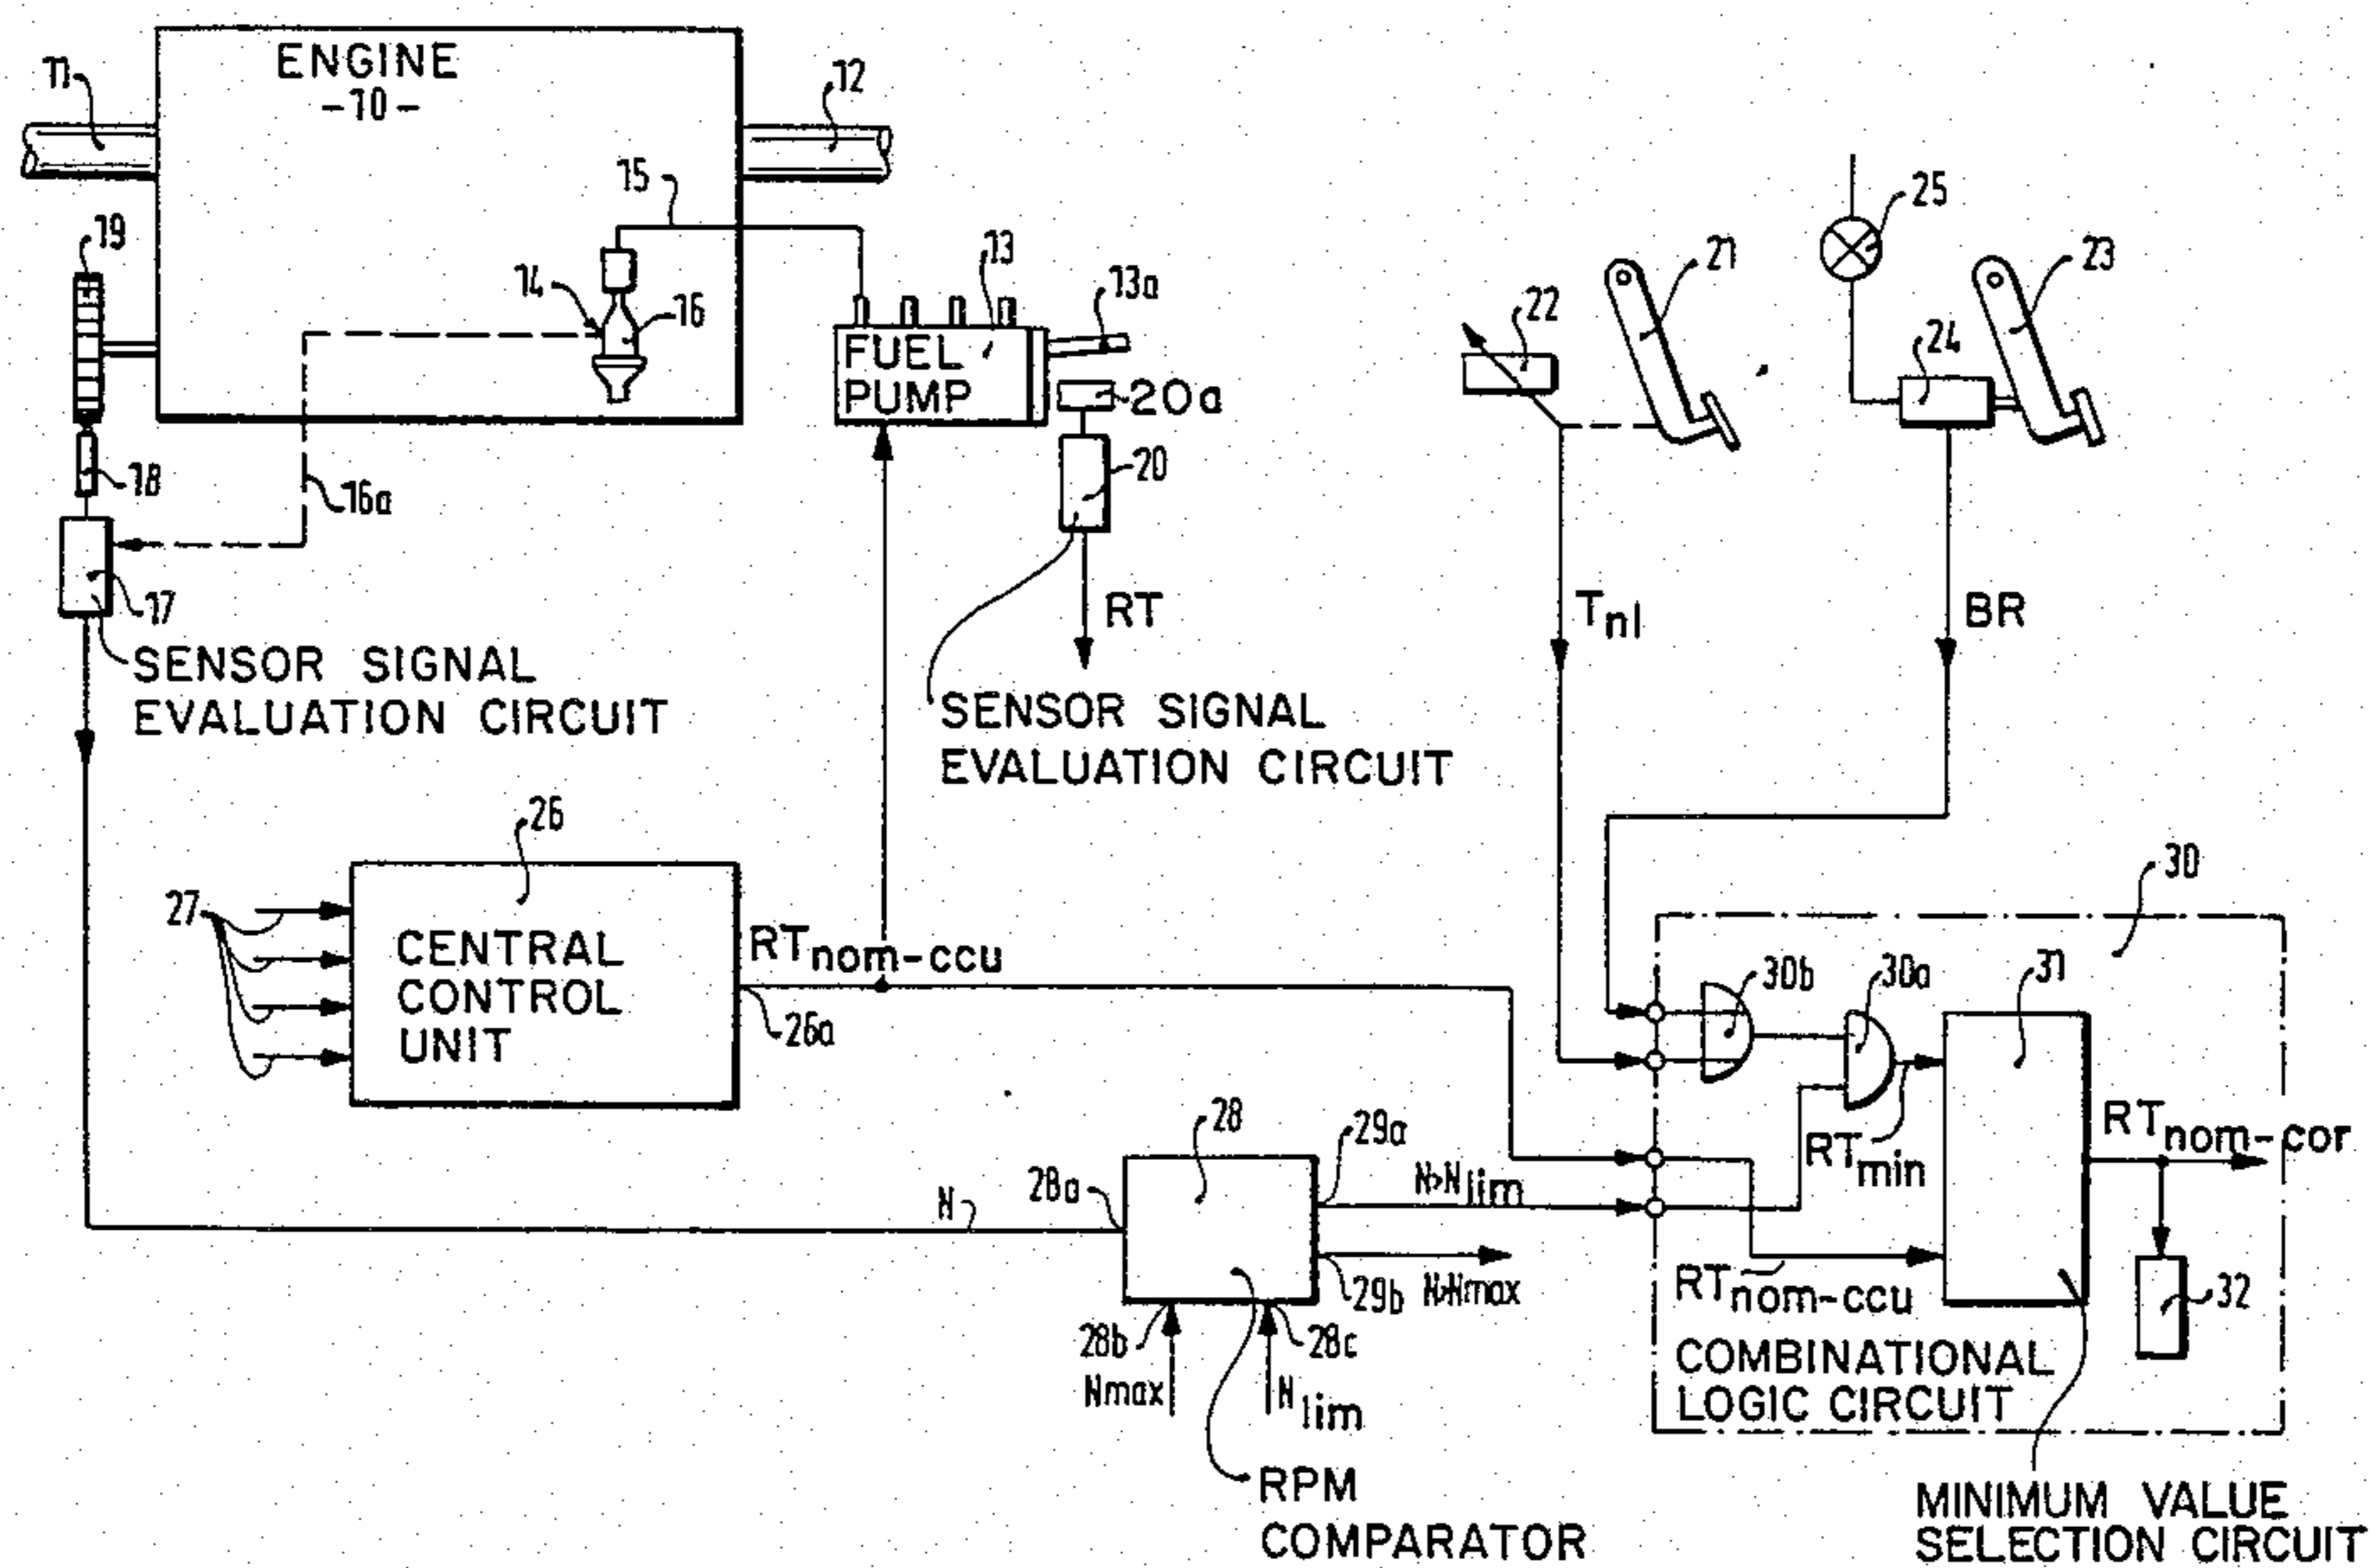 ENGINE
-10-
11
12
15
19
14
16
13
13a
FUEL
PUMP
20a
18
16a
20
17
RT
SENSOR SIGNAL
EVALUATION CIRCUIT
SENSOR SIGNAL
EVALUATION CIRCUIT
22
21
25
24
23
Tnl
BR
26
27
CENTRAL
CONTROL
UNIT
RTnom-ccu
26a
30
30b
30a
31
RTmin
RTnom-cor
28
28a
29a
N
N>Nlim
29b
N>Nmax
28b
28c
Nmax
Nlim
RTnom-ccu
32
COMBINATIONAL
LOGIC CIRCUIT
RPM
COMPARATOR
MINIMUM VALUE
SELECTION CIRCUIT